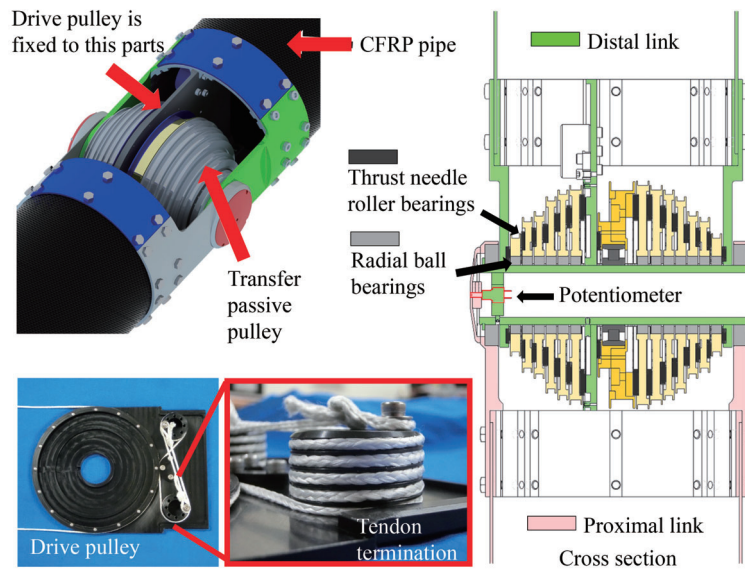 Drive pulley is
fixed to this parts
CFRP pipe
Transfer
passive
pulley
Distal link
Thrust needle
roller bearings
Radial ball
bearings
Potentiometer
Drive pulley
Tendon
termination
Proximal link
Cross section